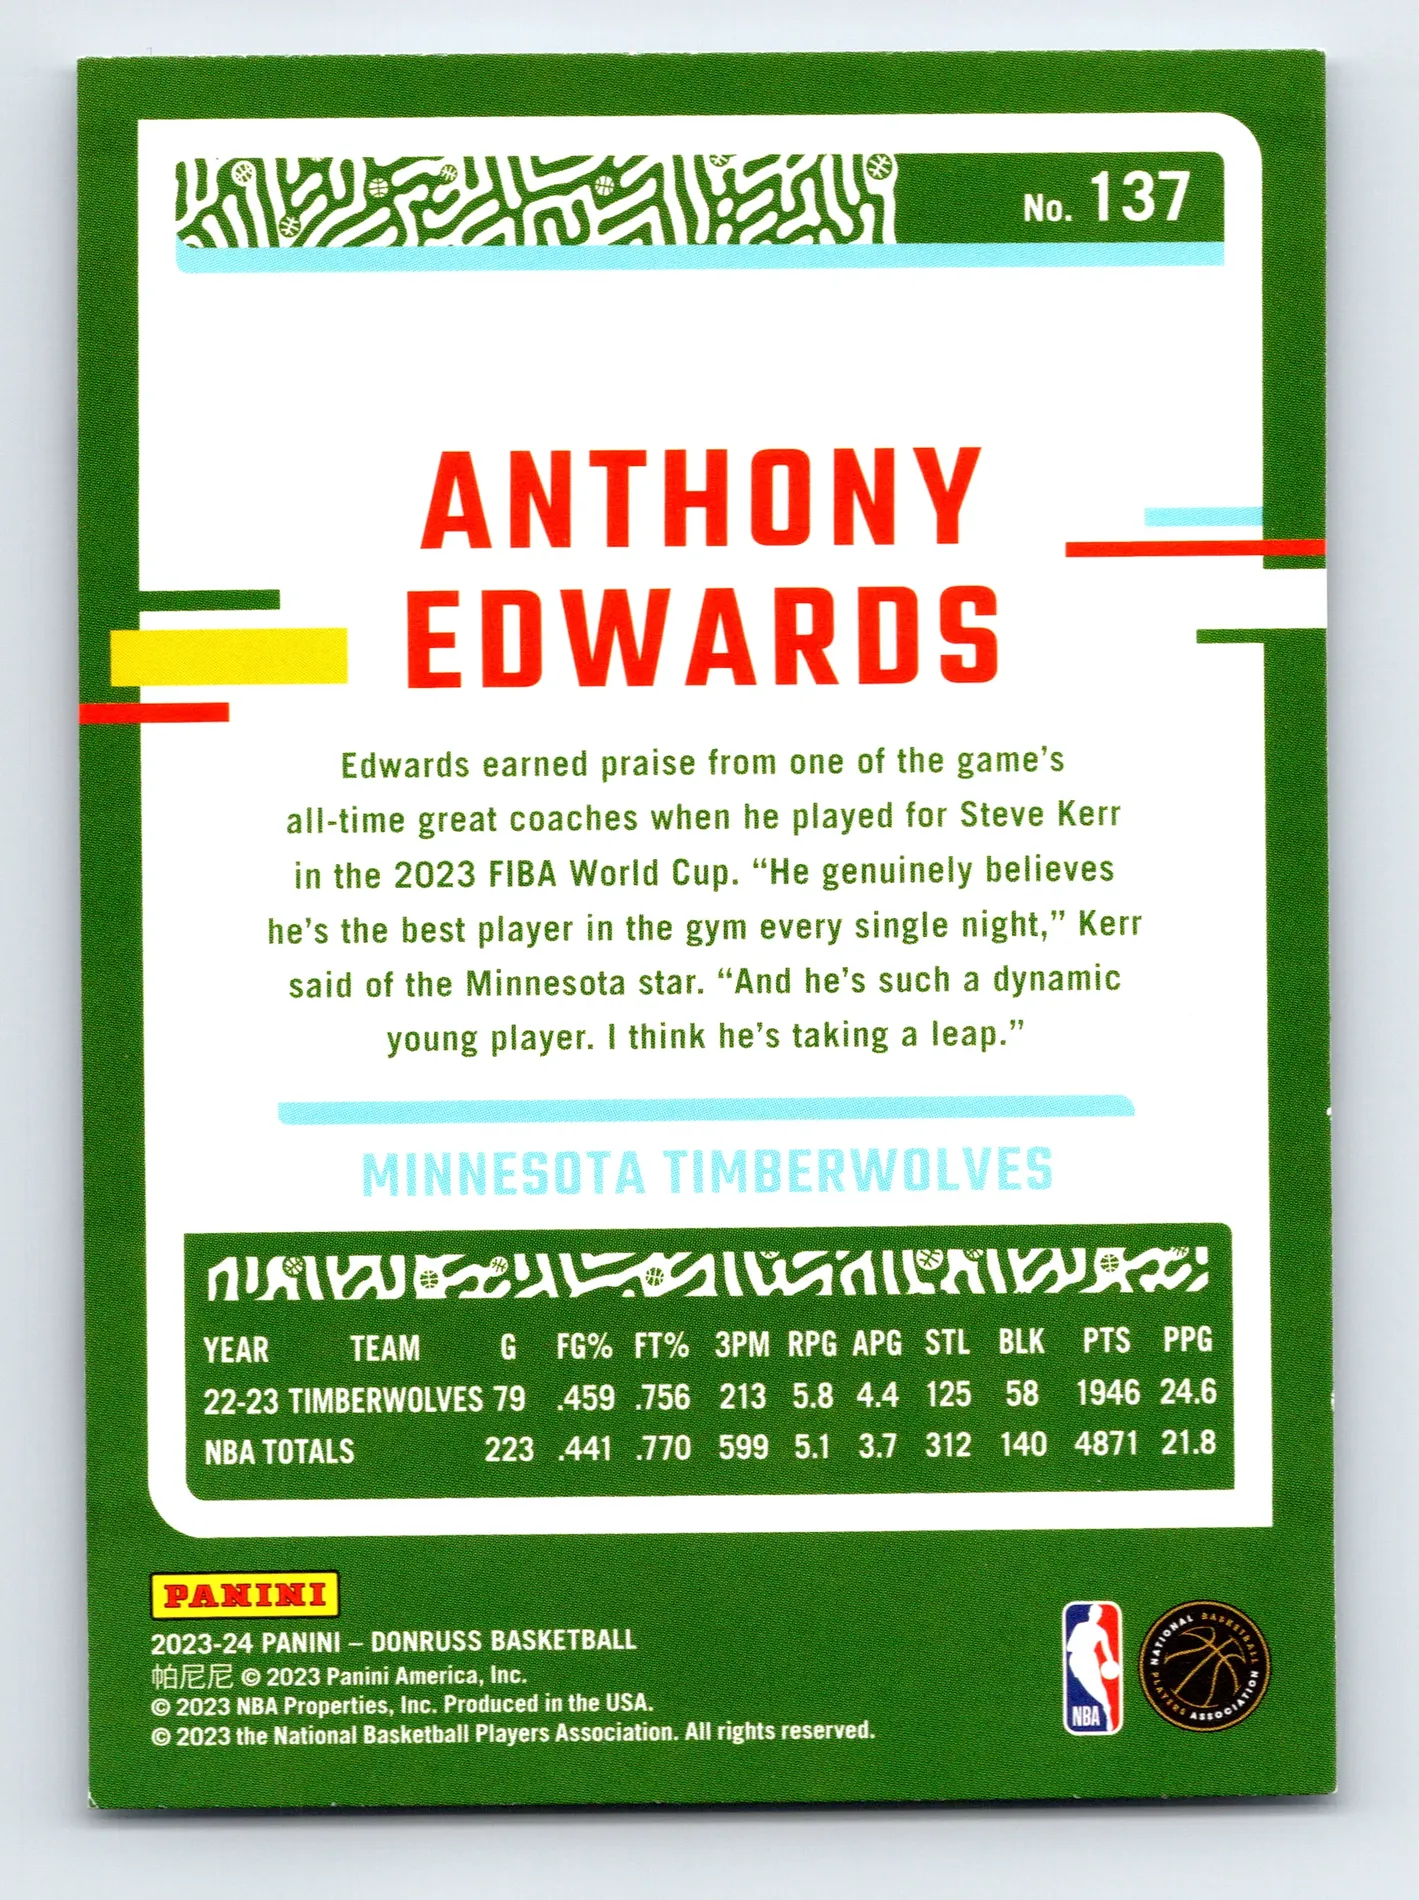 No. 137
ANTHONY
EDWARDS
Edwards earned praise from one of the game's
all-time great coaches when he played for Steve Kerr
in the 2023 FIBA World Cup. “He genuinely believes
he's the best player in the gym every single night,” Kerr
said of the Minnesota star. “And he's such a dynamic
young player. I think he's taking a leap.”
MINNESOTA TIMBERWOLVES
YEAR TEAM G FG% FT% 3PM RPG APG STL BLK PTS PPG
22-23 TIMBERWOLVES 79 .459 .756 213 5.8 4.4 125 58 1946 24.6
NBA TOTALS 223 .441 .770 599 5.1 3.7 312 140 4871 21.8
PANINI
2023-24 PANINI – DONRUSS BASKETBALL
帕尼尼 © 2023 Panini America, Inc.
© 2023 NBA Properties, Inc. Produced in the USA.
© 2023 the National Basketball Players Association. All rights reserved.
NBA
NATIONAL BASKETBALL PLAYERS ASSOCIATION